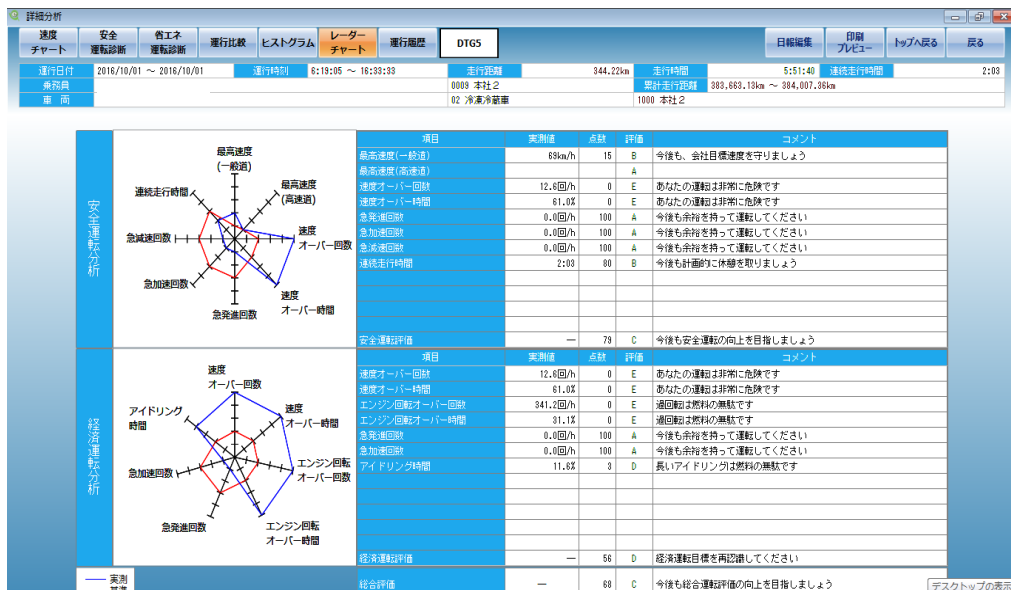 詳細分析
速度
チャート
安全
運転診断
省エネ
運転診断
運行比較
ヒストグラム
レーダー
チャート
運行履歴
DTG5
日報編集
印刷
プレビュー
トップへ戻る
戻る
運行日付 2016/10/01 ～ 2016/10/01 運行時刻 6:19:05 ～ 16:33:33 走行距離 344.22km 走行時間 5:51:40 連続走行時間 2:03
乗務員 0009 本社2 累計走行距離 383,663.13km ～ 384,007.36km
車 両 02 冷凍冷蔵車 1000 本社2
安全運転分析
最高速度
(一般道)
最高速度
(高速道)
速度
オーバー回数
速度
オーバー時間
急発進回数
急加速回数
急減速回数
連続走行時間
項目 実測値 点数 評価 コメント
最高速度(一般道) 69km/h 15 B 今後も、会社目標速度を守りましょう
最高速度(高速道) A
速度オーバー回数 12.6回/h 0 E あなたの運転は非常に危険です
速度オーバー時間 61.0% 0 E あなたの運転は非常に危険です
急発進回数 0.0回/h 100 A 今後も余裕を持って運転してください
急加速回数 0.0回/h 100 A 今後も余裕を持って運転してください
急減速回数 0.0回/h 100 A 今後も余裕を持って運転してください
連続走行時間 2:03 80 B 今後も計画的に休憩を取りましょう
安全運転評価 ― 79 C 今後も安全運転の向上を目指しましょう
経済運転分析
速度
オーバー回数
速度
オーバー時間
エンジン回転
オーバー回数
エンジン回転
オーバー時間
急発進回数
急加速回数
アイドリング
時間
項目 実測値 点数 評価 コメント
速度オーバー回数 12.6回/h 0 E あなたの運転は非常に危険です
速度オーバー時間 61.0% 0 E あなたの運転は非常に危険です
エンジン回転オーバー回数 341.2回/h 0 E 過回転は燃料の無駄です
エンジン回転オーバー時間 31.1% 0 E 過回転は燃料の無駄です
急発進回数 0.0回/h 100 A 今後も余裕を持って運転してください
急加速回数 0.0回/h 100 A 今後も余裕を持って運転してください
アイドリング時間 11.6% 3 D 長いアイドリングは燃料の無駄です
経済運転評価 ― 56 D 経済運転目標を再認識してください
実測
基準
総合評価 ― 68 C 今後も総合運転評価の向上を目指しましょう
デスクトップの表示